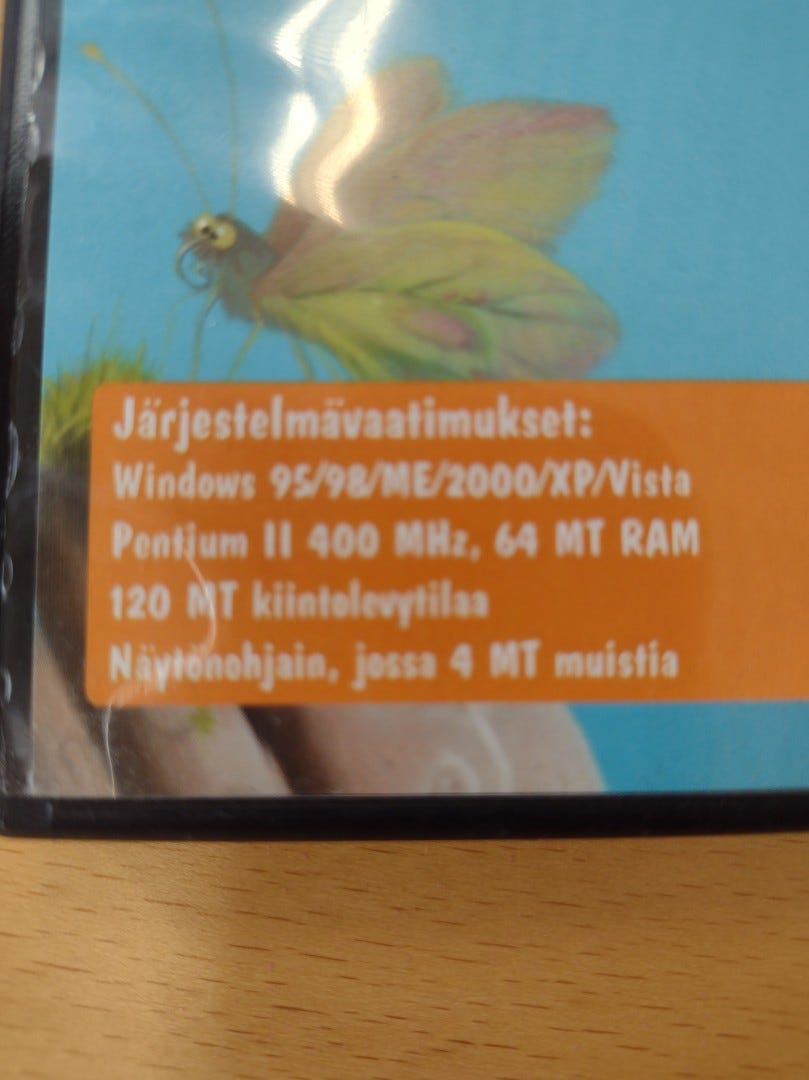 Järjestelmävaatimukset:
Windows 95/98/ME/2000/XP/Vista
Pentium II 400 MHz, 64 MT RAM
120 MT kiintolevytilaa
Näytönohjain, jossa 4 MT muistia